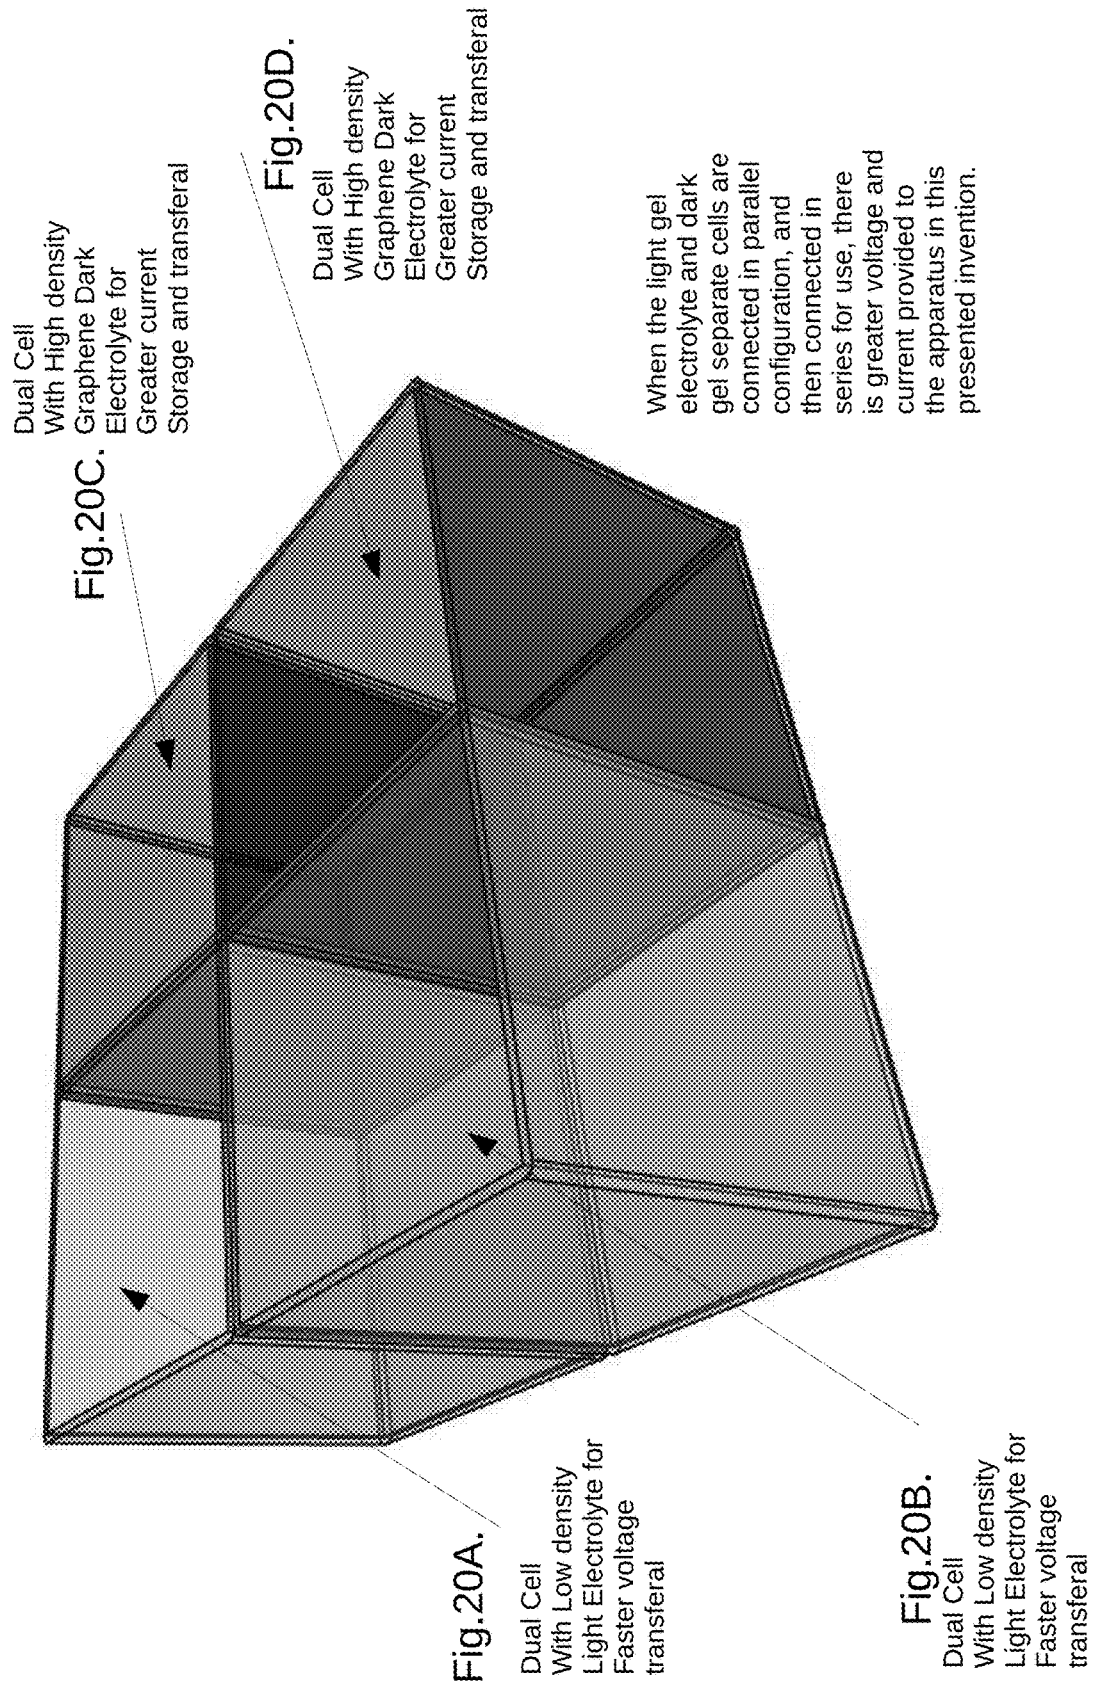 Fig.20A.
Dual Cell
With Low density
Light Electrolyte for
Faster voltage
transferal
Fig.20B.
Dual Cell
With Low density
Light Electrolyte for
Faster voltage
transferal
Fig.20C.
Dual Cell
With High density
Graphene Dark
Electrolyte for
Greater current
Storage and transferal
Fig.20D.
Dual Cell
With High density
Graphene Dark
Electrolyte for
Greater current
Storage and transferal
When the light gel
electrolyte and dark
gel separate cells are
connected in parallel
configuration, and
then connected in
series for use, there
is greater voltage and
current provided to
the apparatus in this
presented invention.